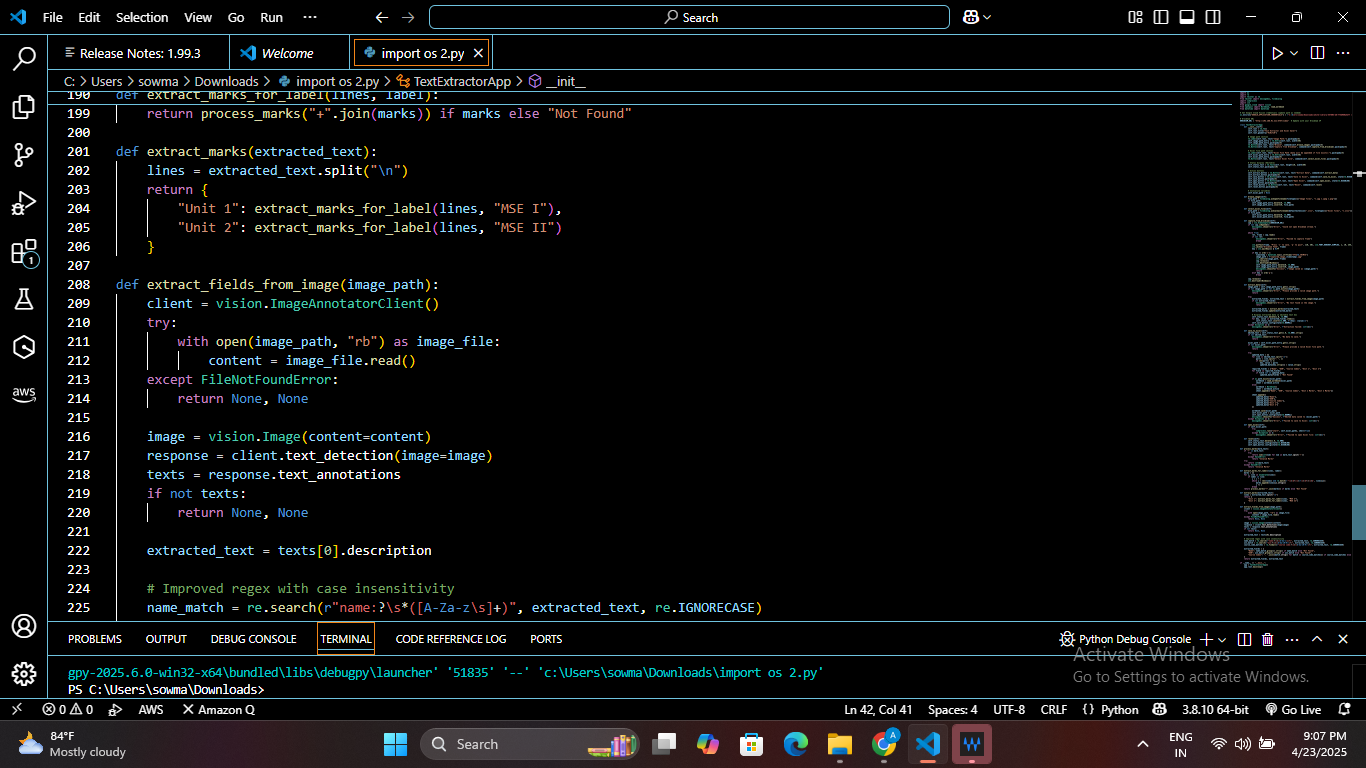 File Edit Selection View Go Run ··· Search
Release Notes: 1.99.3 Welcome import os 2.py
C: > Users > sowma > Downloads > import os 2.py > TextExtractorApp > __init__
190 def extract_marks_for_label(lines, label):
199 return process_marks("+".join(marks)) if marks else "Not Found"
200
201 def extract_marks(extracted_text):
202 lines = extracted_text.split("\n")
203 return {
204 "Unit 1": extract_marks_for_label(lines, "MSE I"),
205 "Unit 2": extract_marks_for_label(lines, "MSE II")
206 }
207
208 def extract_fields_from_image(image_path):
209 client = vision.ImageAnnotatorClient()
210 try:
211 with open(image_path, "rb") as image_file:
212 content = image_file.read()
213 except FileNotFoundError:
214 return None, None
215
216 image = vision.Image(content=content)
217 response = client.text_detection(image=image)
218 texts = response.text_annotations
219 if not texts:
220 return None, None
221
222 extracted_text = texts[0].description
223
224 # Improved regex with case insensitivity
225 name_match = re.search(r"name:?\s*([A-Za-z\s]+)", extracted_text, re.IGNORECASE)
1
aws
PROBLEMS OUTPUT DEBUG CONSOLE TERMINAL CODE REFERENCE LOG PORTS Python Debug Console
gpy-2025.6.0-win32-x64\bundled\libs\debugpy\launcher' '51835' '--' 'c:\Users\sowma\Downloads\import os 2.py'
PS C:\Users\sowma\Downloads>
Activate Windows
Go to Settings to activate Windows.
0 0 AWS Amazon Q Ln 42, Col 41 Spaces: 4 UTF-8 CRLF {} Python 3.8.10 64-bit Go Live
84°F
Mostly cloudy
Search
ENG
IN
9:07 PM
4/23/2025